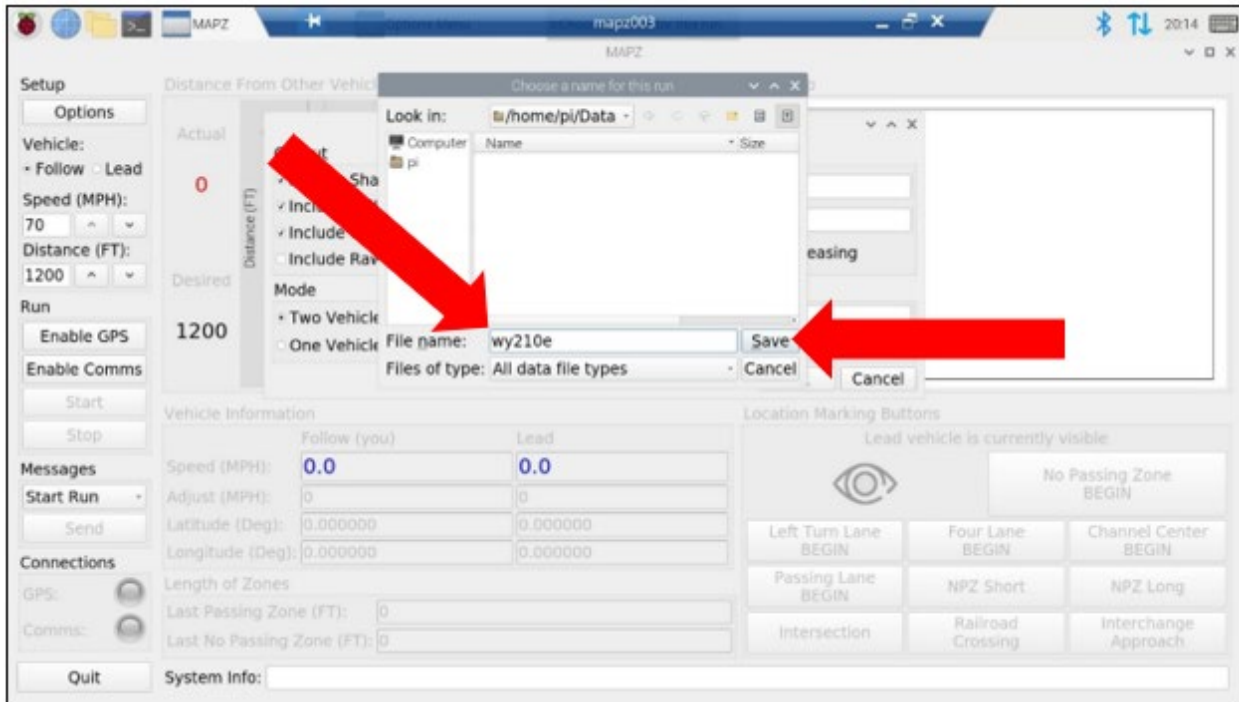 MAPZ
mapz003
20:14
MAPZ
Setup
Options
Vehicle:
Follow Lead
Speed (MPH):
70
Distance (FT):
1200
Run
Enable GPS
Enable Comms
Start
Stop
Messages
Start Run
Send
Connections
GPS:
Comms:
Quit
Distance From Other
Actual
0
Desired
1200
Distance (FT)
Include
Include
Mode
Two Vehicle
One Vehicle
Choose a name for this run
Look in: /home/pi/Data
Computer
pi
Name Size
File name: wy210e Save
Files of type: All data file types Cancel
Cancel
Vehicle Information
Follow (you) Lead
Speed (MPH): 0.0 0.0
Adjust (MPH): 0 0
Latitude (Deg): 0.000000 0.000000
Longitude (Deg): 0.000000 0.000000
Length of Zones
Last Passing Zone (FT): 0
Last No Passing Zone (FT): 0
Location Marking Buttons
Lead vehicle is currently visible
No Passing Zone
BEGIN
Left Turn Lane
BEGIN
Four Lane
BEGIN
Channel Center
BEGIN
Passing Lane
BEGIN
NPZ Short
NPZ Long
Intersection
Railroad
Crossing
Interchange
Approach
System Info: